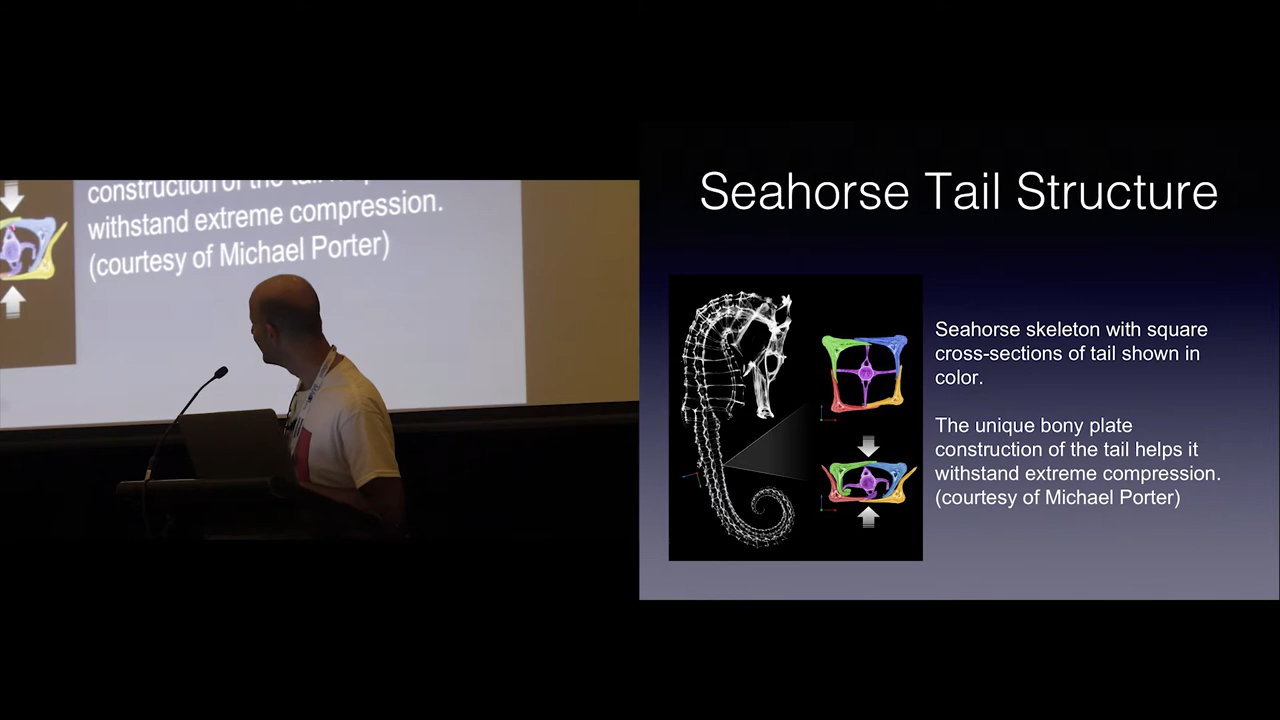 construction of the tail
withstand extreme compression.
(courtesy of Michael Porter)
Seahorse Tail Structure
Seahorse skeleton with square
cross-sections of tail shown in
color.
The unique bony plate
construction of the tail helps it
withstand extreme compression.
(courtesy of Michael Porter)